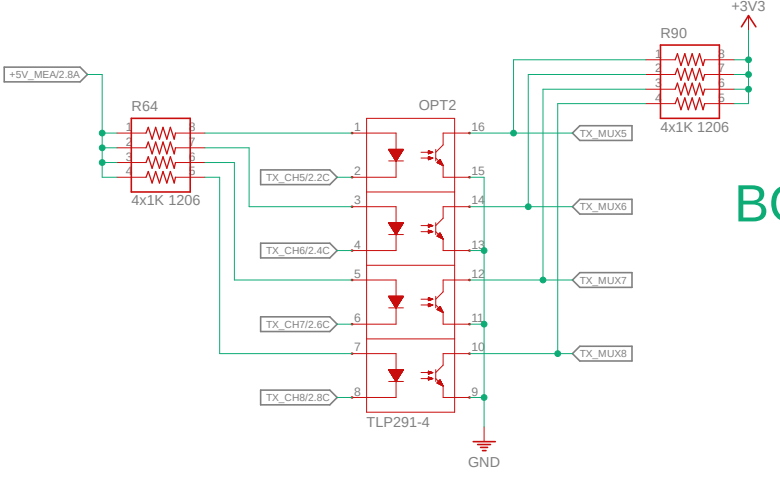 +3V3
R90
1 8
2 7
3 6
4 5
4x1K 1206
+5V_MEA/2.8A
R64
1 8
2 7
3 6
4 5
4x1K 1206
OPT2
1 16
TX_MUX5
2 15
TX_CH5/2.2C
3 14
TX_MUX6
4 13
TX_CH6/2.4C
5 12
TX_MUX7
6 11
TX_CH7/2.6C
7 10
TX_MUX8
8 9
TX_CH8/2.8C
TLP291-4
GND